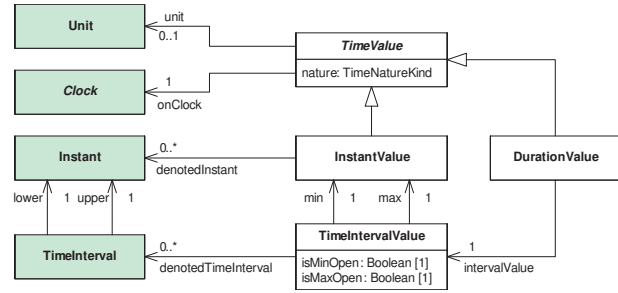 Unit
unit
0..1
TimeValue
nature: TimeNatureKind
Clock
1
onClock
Instant
0..*
denotedInstant
InstantValue
DurationValue
lower 1 upper 1
min 1 max 1
TimeInterval
0..*
denotedTimeInterval
TimeIntervalValue
isMinOpen: Boolean [1]
isMaxOpen: Boolean [1]
1
intervalValue